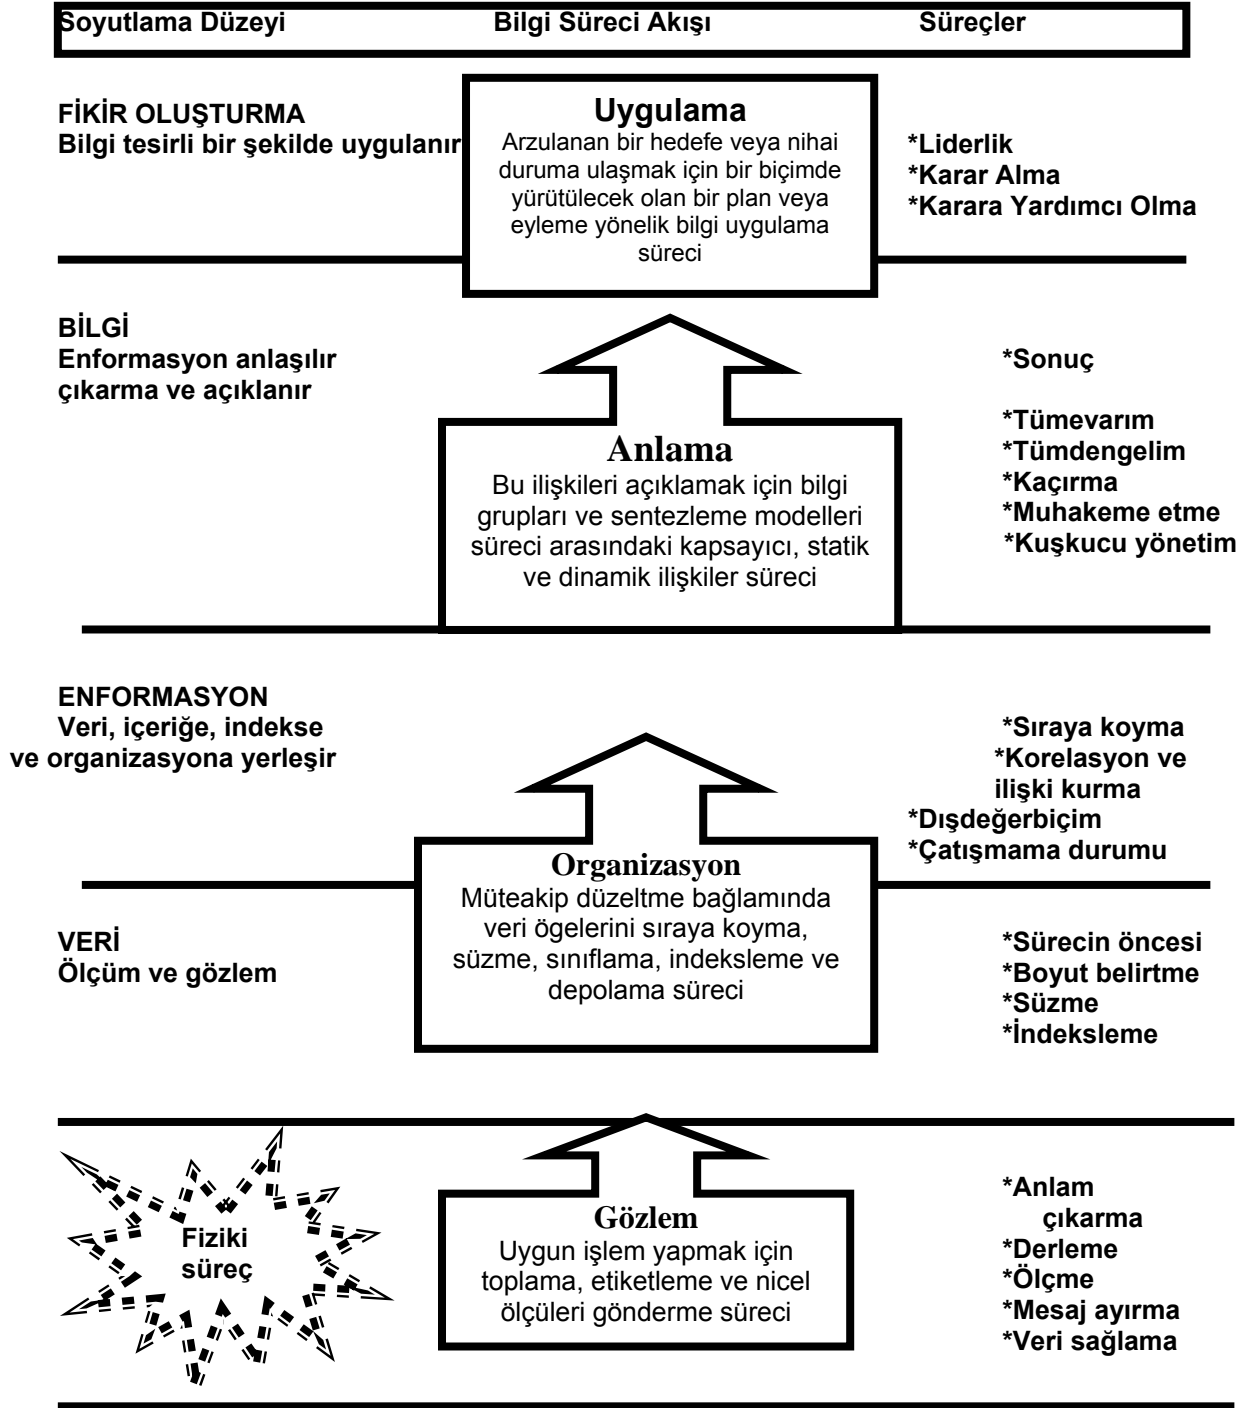 Soyutlama Düzeyi Bilgi Süreci Akışı Süreçler
FİKİR OLUŞTURMA
Bilgi tesirli bir şekilde uygulanır
Uygulama
Arzulanan bir hedefe veya nihai
duruma ulaşmak için bir biçimde
yürütülecek olan bir plan veya
eyleme yönelik bilgi uygulama
süreci
*Liderlik
*Karar Alma
*Karara Yardımcı Olma
BİLGİ
Enformasyon anlaşılır
çıkarma ve açıklanır
*Sonuç
Anlama
Bu ilişkileri açıklamak için bilgi
grupları ve sentezleme modelleri
süreci arasındaki kapsayıcı, statik
ve dinamik ilişkiler süreci
*Tümevarım
*Tümdengelim
*Kaçırma
*Muhakeme etme
*Kuşkucu yönetim
ENFORMASYON
Veri, içeriğe, indekse
ve organizasyona yerleşir
*Sıraya koyma
*Korelasyon ve
ilişki kurma
*Dışdeğerbiçim
*Çatışmama durumu
Organizasyon
Müteakip düzeltme bağlamında
veri ögelerini sıraya koyma,
süzme, sınıflama, indeksleme ve
depolama süreci
VERİ
Ölçüm ve gözlem
*Sürecin öncesi
*Boyut belirtme
*Süzme
*İndeksleme
Fiziki
süreç
Gözlem
Uygun işlem yapmak için
toplama, etiketleme ve nicel
ölçüleri gönderme süreci
*Anlam
çıkarma
*Derleme
*Ölçme
*Mesaj ayırma
*Veri sağlama